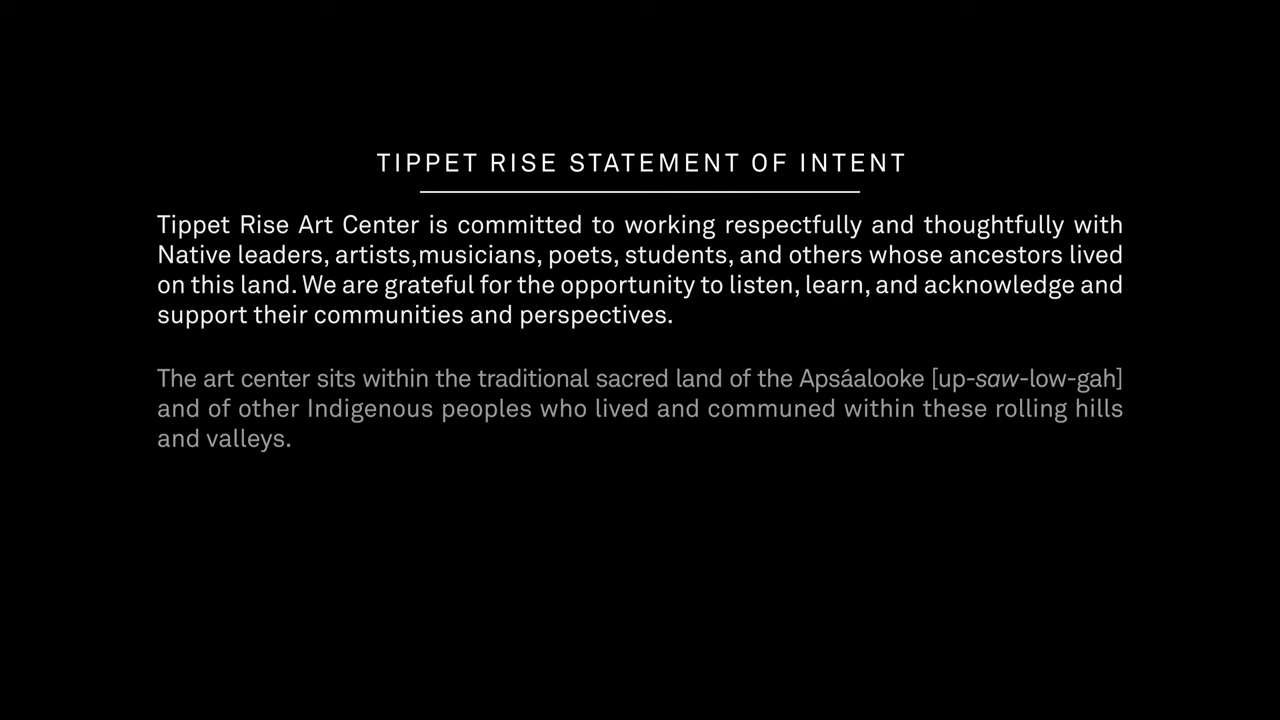 TIPPET RISE STATEMENT OF INTENT
Tippet Rise Art Center is committed to working respectfully and thoughtfully with
Native leaders, artists,musicians, poets, students, and others whose ancestors lived
on this land. We are grateful for the opportunity to listen, learn, and acknowledge and
support their communities and perspectives.
The art center sits within the traditional sacred land of the Apsáalooke [up-saw-low-gah]
and of other Indigenous peoples who lived and communed within these rolling hills
and valleys.